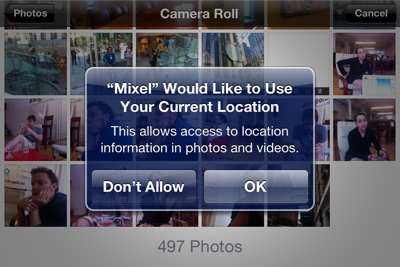 Photos Camera Roll Cancel
“Mixel” Would Like to Use
Your Current Location
This allows access to location
information in photos and videos.
Don’t Allow OK
497 Photos